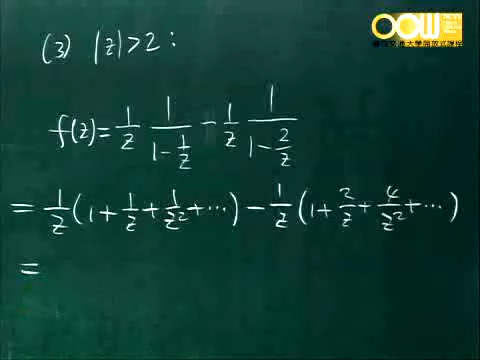 OCW
(3) |z|>2 :
f(z) = 1/z 1/(1 - 1/z) - 1/z 1/(1 - 2/z)
= 1/z (1 + 1/z + 1/z² + ⋯) - 1/z (1 + 2/z + 4/z² + ⋯)
=